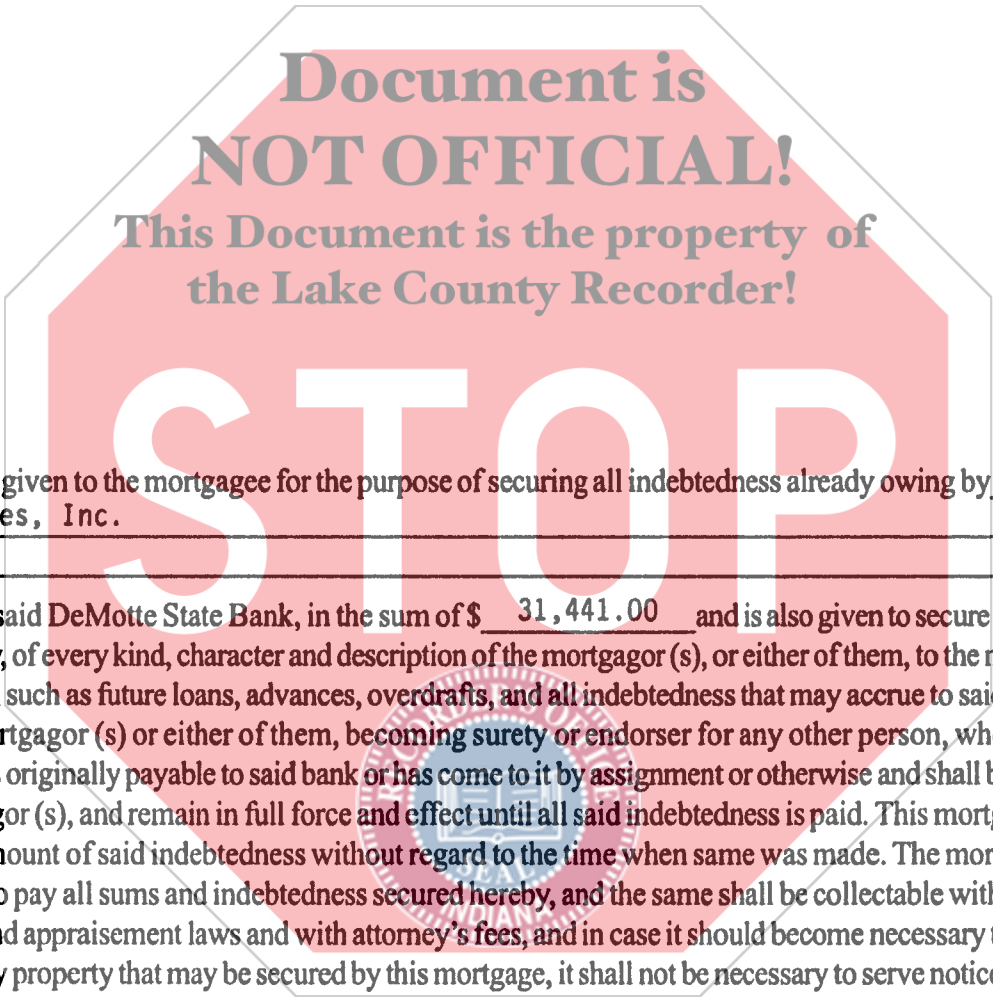 Document is
NOT OFFICIAL!
This Document is the property of
the Lake County Recorder!
STOP
given to the mortgagee for the purpose of securing all indebtedness already owing by
es, Inc.
said DeMotte State Bank, in the sum of $ 31,441.00 and is also given to secure
, of every kind, character and description of the mortgagor (s), or either of them, to the
such as future loans, advances, overdrafts, and all indebtedness that may accrue to said
rtgagor (s) or either of them, becoming surety or endorser for any other person, wh
originally payable to said bank or has come to it by assignment or otherwise and shall b
gor (s), and remain in full force and effect until all said indebtedness is paid. This mort
ount of said indebtedness without regard to the time when same was made. The mor
o pay all sums and indebtedness secured hereby, and the same shall be collectable with
d appraisement laws and with attorney's fees, and in case it should become necessary t
y property that may be secured by this mortgage, it shall not be necessary to serve notice
RECORDER'S OFFICE
SEAL
INDIANA